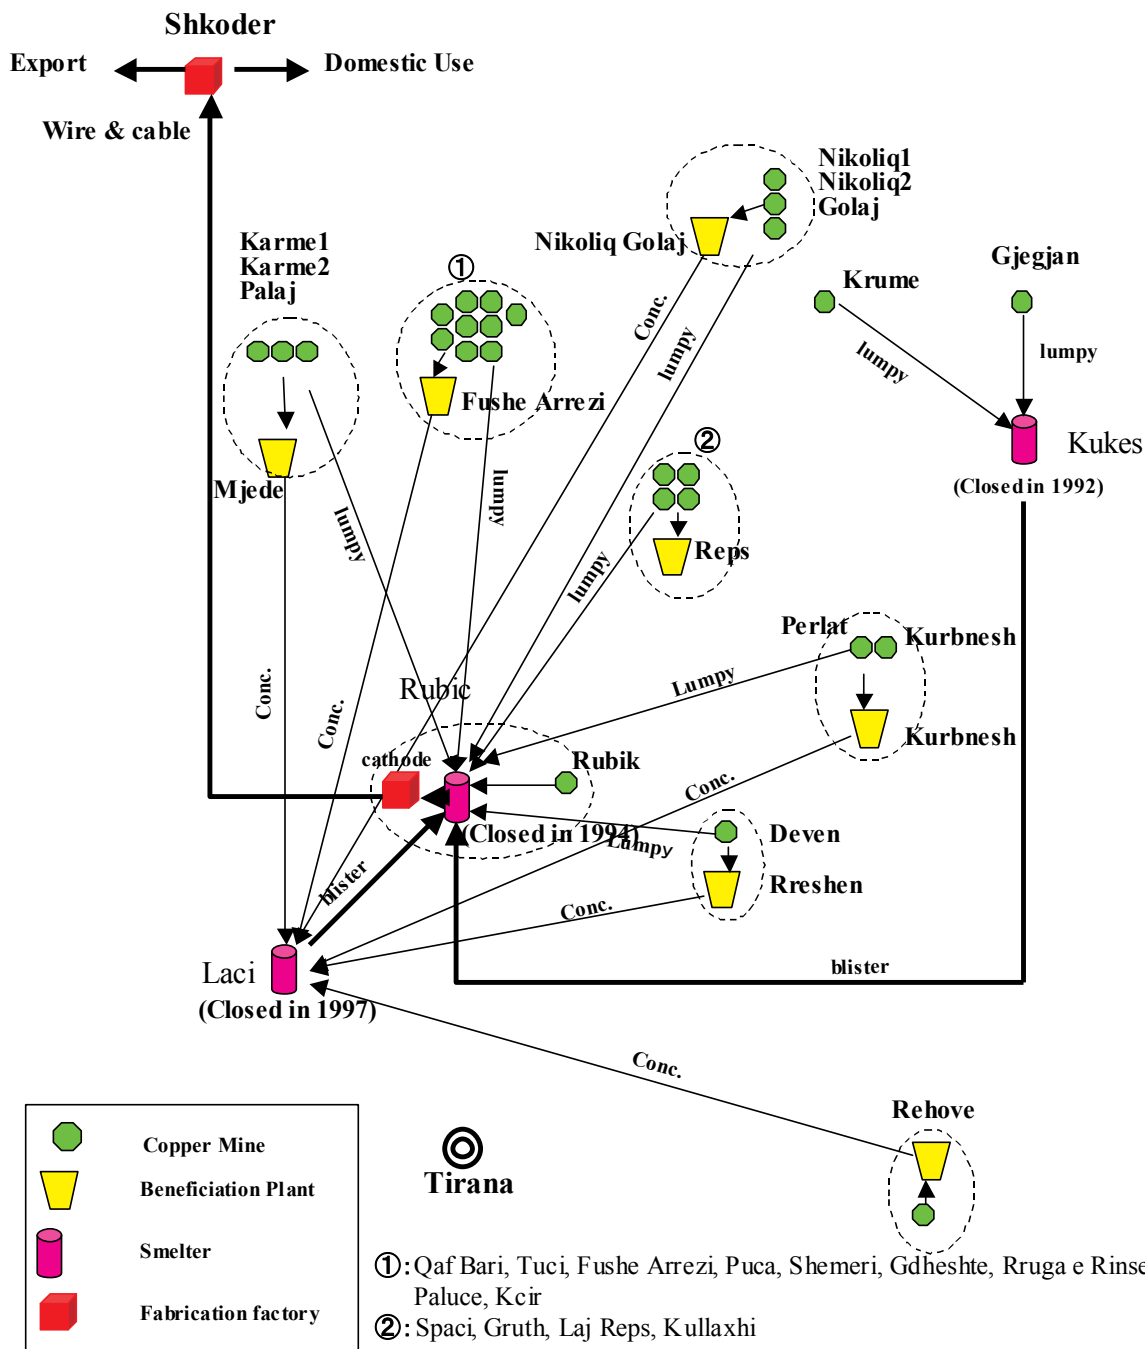 Shkoder
Export
Domestic Use
Wire & cable
Nikoliq1
Nikoliq2
Golaj
Nikoliq Golaj
Karme1
Karme2
Palaj
①
Gjegjan
Krume
Conc.
lumpy
lumpy
lumpy
Fushe Arrezi
②
Kukes
(Closed in 1992)
Mjede
lumpy
lumpy
Reps
lumpy
Perlat
Kurbnesh
Lumpy
Rubic
Conc.
Conc.
Kurbnesh
cathode
Rubik
Conc.
(Closed in 1994)
Lumpy
Deven
Rreshen
blister
Conc.
Laci
blister
(Closed in 1997)
Conc.
Rehove
Copper Mine
Beneficiation Plant
Smelter
Fabrication factory
Tirana
①: Qaf Bari, Tuci, Fushe Arrezi, Puca, Shemeri, Gdheshte, Rruga e Rinse
Paluce, Kcir
②: Spaci, Gruth, Laj Reps, Kullaxhi